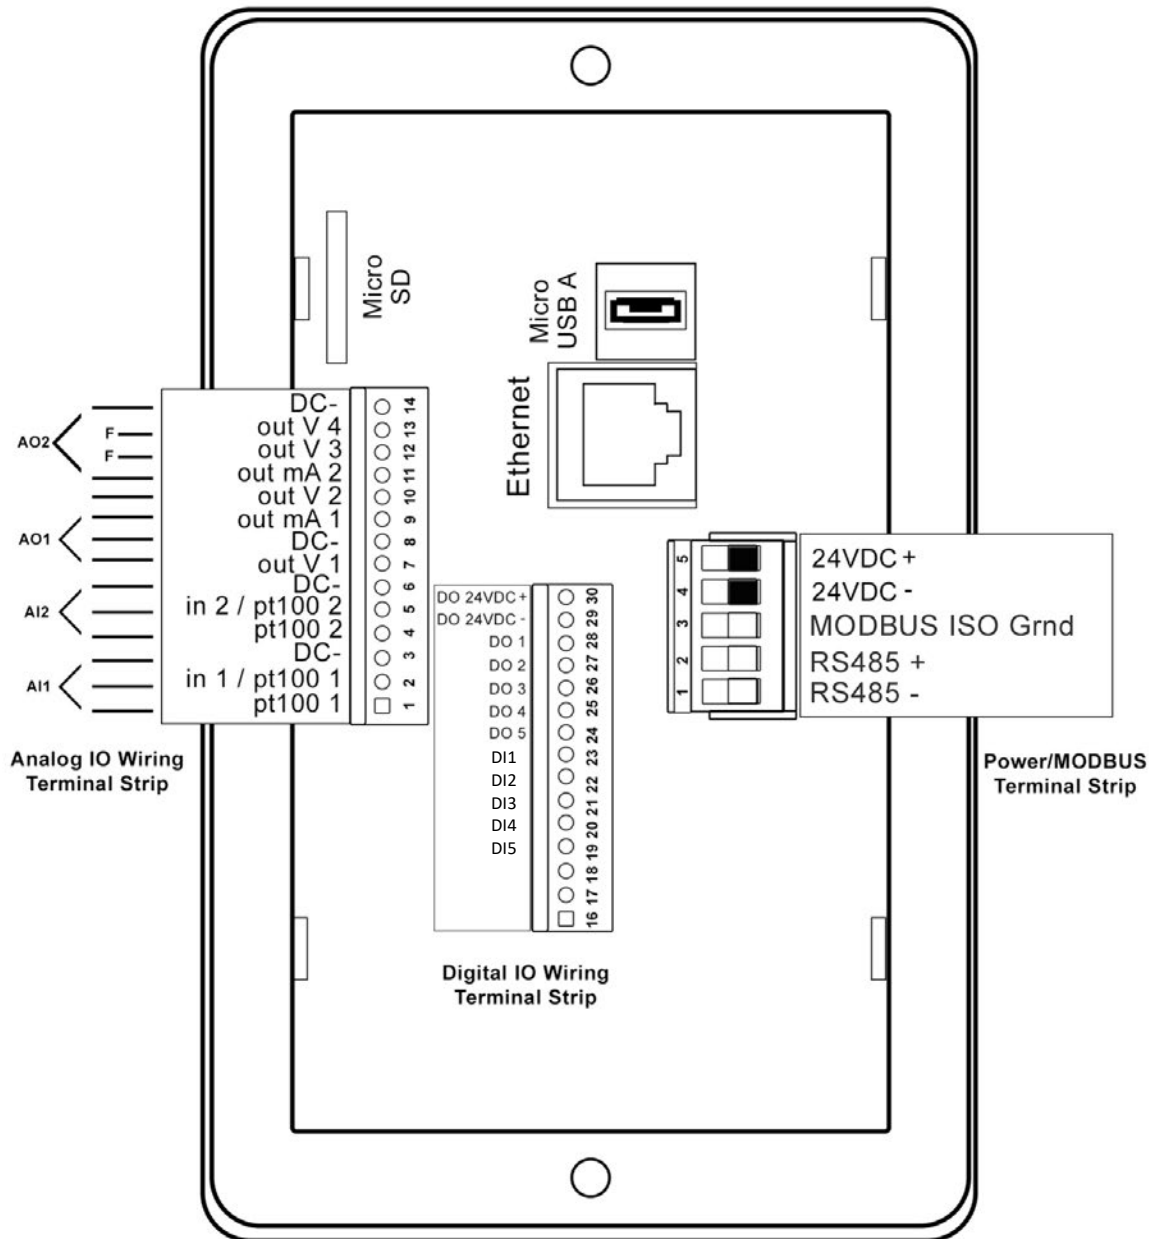 Micro
SD
Micro
USB A
Ethernet
AO2
F
F
AO1
AI2
AI1
DC- 14
out V 4 13
out V 3 12
out mA 2 11
out V 2 10
out mA 1 9
DC- 8
out V 1 7
DC- 6
in 2 / pt100 2 5
pt100 2 4
DC- 3
in 1 / pt100 1 2
pt100 1 1
Analog IO Wiring
Terminal Strip
DO 24VDC + 30
DO 24VDC - 29
DO 1 28
DO 2 27
DO 3 26
DO 4 25
DO 5 24
DI1 23
DI2 22
DI3 21
DI4 20
DI5 19
18
17
16
Digital IO Wiring
Terminal Strip
5 24VDC +
4 24VDC -
3 MODBUS ISO Grnd
2 RS485 +
1 RS485 -
Power/MODBUS
Terminal Strip